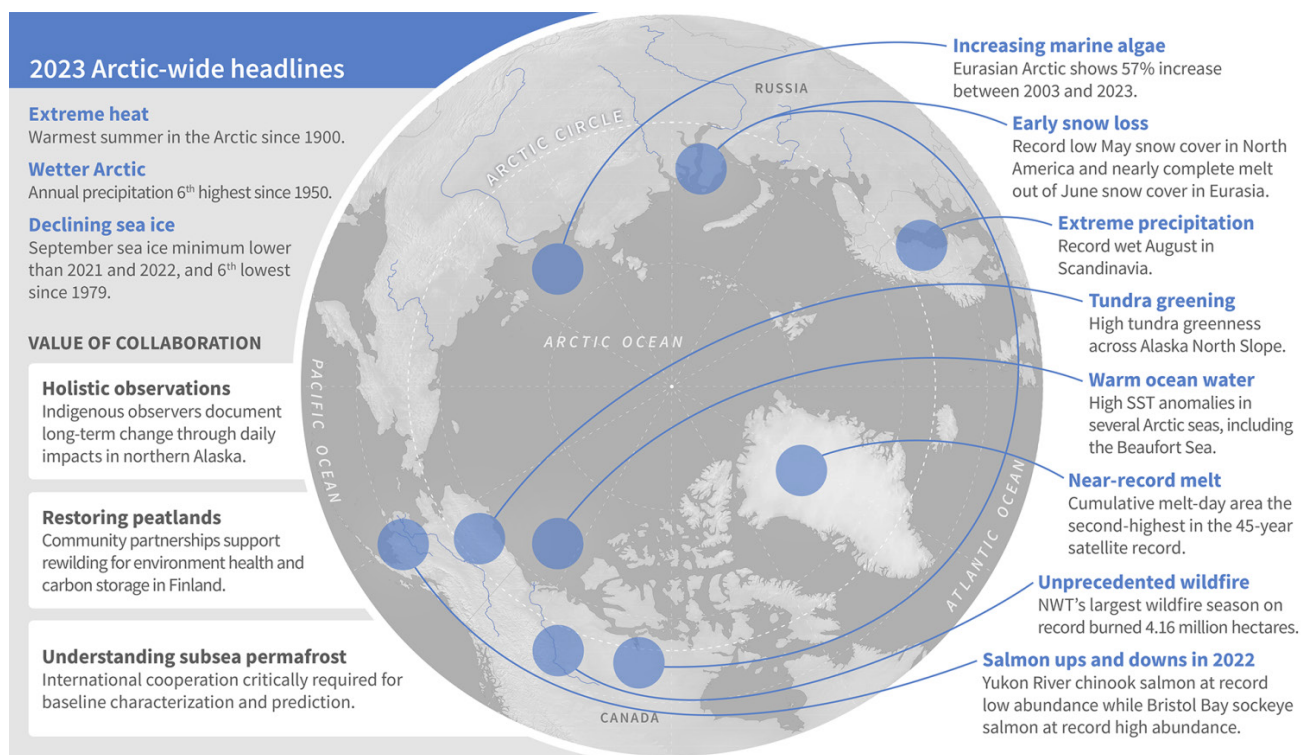 2023 Arctic-wide headlines
Extreme heat
Warmest summer in the Arctic since 1900.
Wetter Arctic
Annual precipitation 6th highest since 1950.
Declining sea ice
September sea ice minimum lower
than 2021 and 2022, and 6th lowest
since 1979.
VALUE OF COLLABORATION
Holistic observations
Indigenous observers document
long-term change through daily
impacts in northern Alaska.
Restoring peatlands
Community partnerships support
rewilding for environment health and
carbon storage in Finland.
Understanding subsea permafrost
International cooperation critically required for
baseline characterization and prediction.
RUSSIA
ARCTIC CIRCLE
ARCTIC OCEAN
PACIFIC OCEAN
ATLANTIC OCEAN
CANADA
Increasing marine algae
Eurasian Arctic shows 57% increase
between 2003 and 2023.
Early snow loss
Record low May snow cover in North
America and nearly complete melt
out of June snow cover in Eurasia.
Extreme precipitation
Record wet August in
Scandinavia.
Tundra greening
High tundra greenness
across Alaska North Slope.
Warm ocean water
High SST anomalies in
several Arctic seas, including
the Beaufort Sea.
Near-record melt
Cumulative melt-day area the
second-highest in the 45-year
satellite record.
Unprecedented wildfire
NWT's largest wildfire season on
record burned 4.16 million hectares.
Salmon ups and downs in 2022
Yukon River chinook salmon at record
low abundance while Bristol Bay sockeye
salmon at record high abundance.